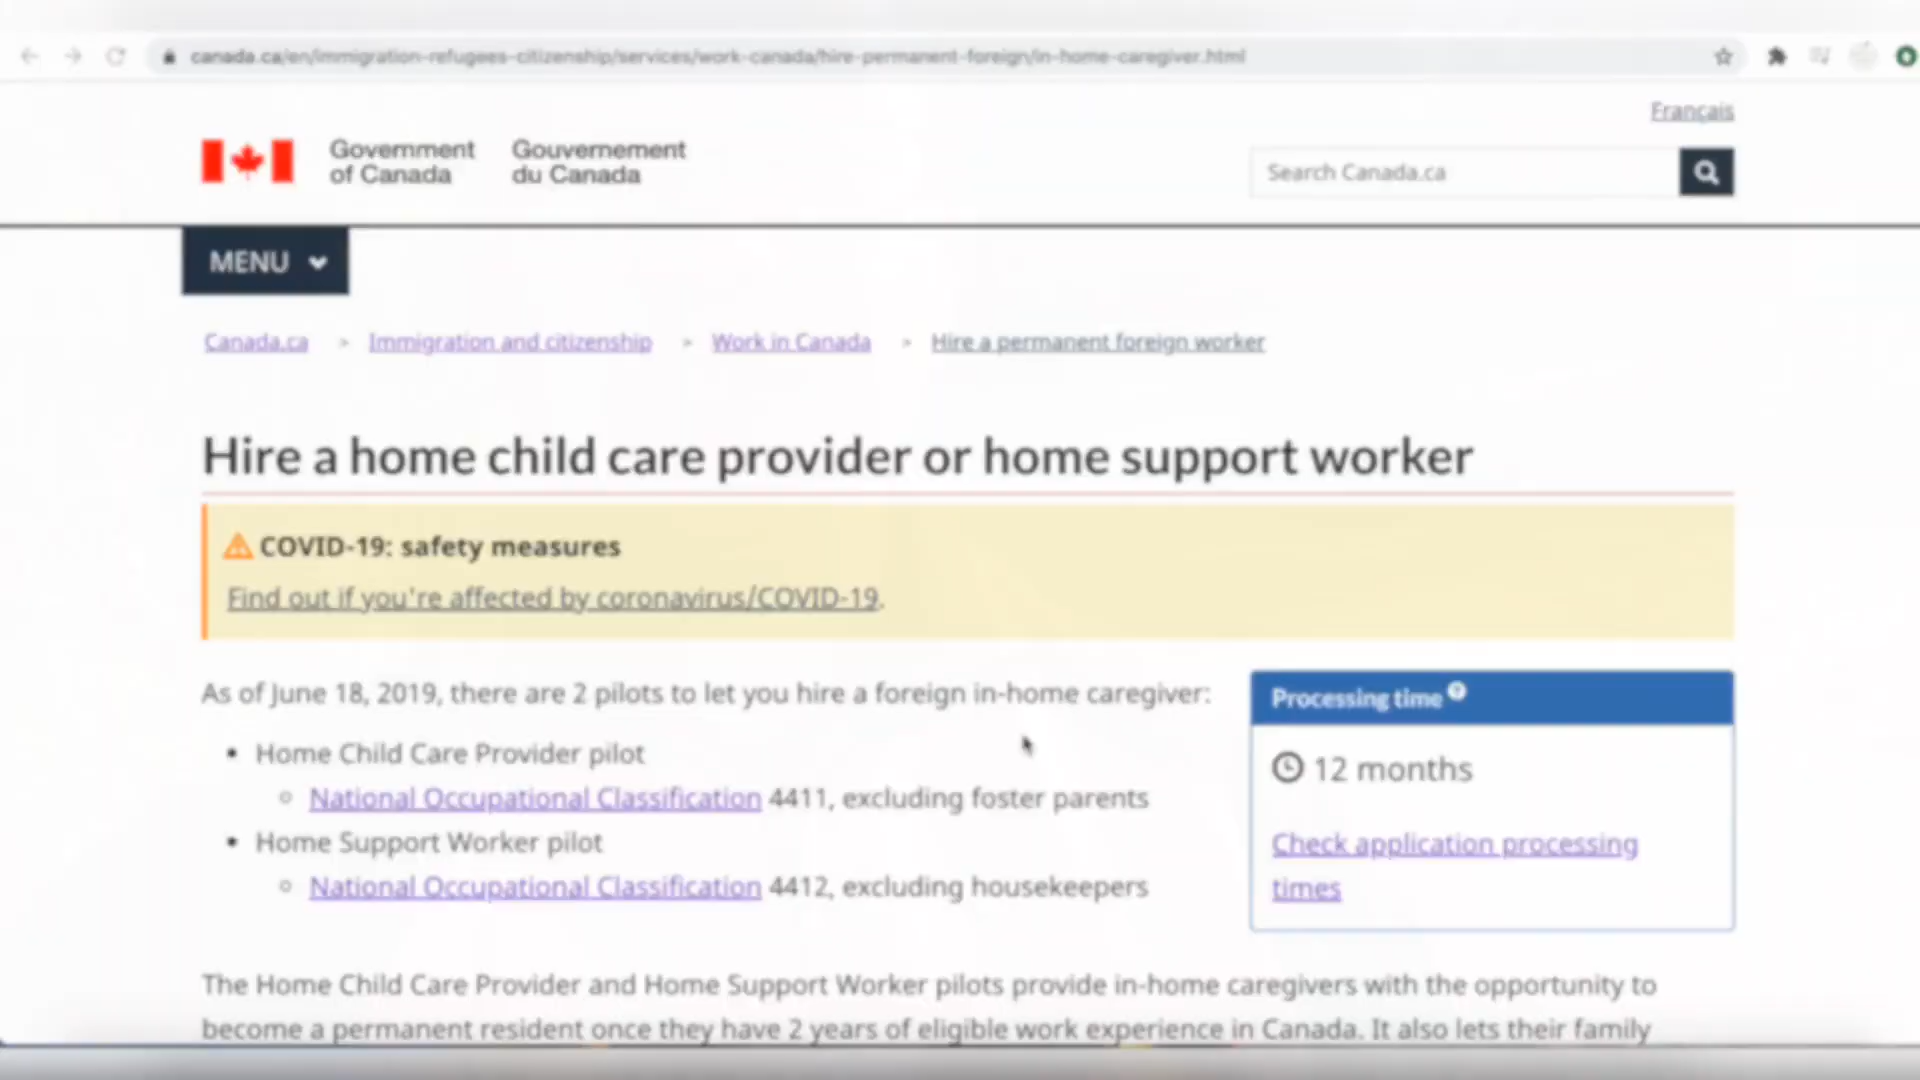 canada.ca/en/immigration-refugees-citizenship/services/work-canada/hire-permanent-foreign/in-home-caregiver.html
Français
Government of Canada
Gouvernement du Canada
Search Canada.ca
MENU
Canada.ca > Immigration and citizenship > Work in Canada > Hire a permanent foreign worker
Hire a home child care provider or home support worker
COVID-19: safety measures
Find out if you're affected by coronavirus/COVID-19.
As of June 18, 2019, there are 2 pilots to let you hire a foreign in-home caregiver:
• Home Child Care Provider pilot
○ National Occupational Classification 4411, excluding foster parents
• Home Support Worker pilot
○ National Occupational Classification 4412, excluding housekeepers
Processing time
12 months
Check application processing
times
The Home Child Care Provider and Home Support Worker pilots provide in-home caregivers with the opportunity to
become a permanent resident once they have 2 years of eligible work experience in Canada. It also lets their family